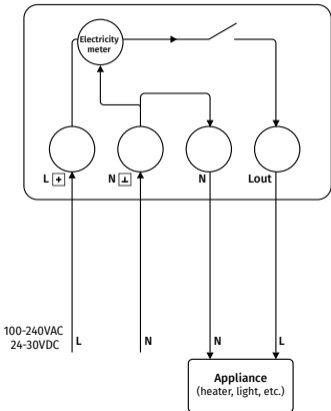 Electricity
meter
L +
N ⊥
N
Lout
100-240VAC
24-30VDC
L
N
N
L
Appliance
(heater, light, etc.)